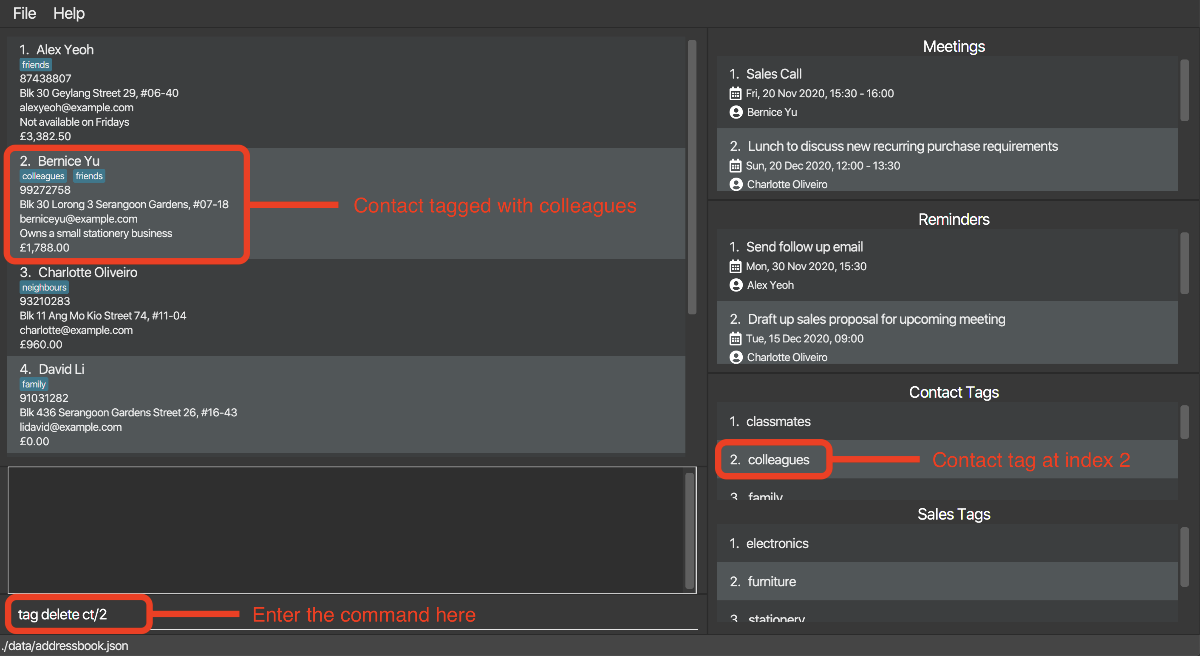 File Help
1. Alex Yeoh
friends
87438807
Blk 30 Geylang Street 29, #06-40
alexyeoh@example.com
Not available on Fridays
£3,382.50
2. Bernice Yu
colleagues friends
99272758
Blk 30 Lorong 3 Serangoon Gardens, #07-18
berniceyu@example.com
Owns a small stationery business
£1,788.00
Contact tagged with colleagues
3. Charlotte Oliveiro
neighbours
93210283
Blk 11 Ang Mo Kio Street 74, #11-04
charlotte@example.com
£960.00
4. David Li
family
91031282
Blk 436 Serangoon Gardens Street 26, #16-43
lidavid@example.com
£0.00
tag delete ct/2
Enter the command here
./data/addressbook.json
Meetings
1. Sales Call
Fri, 20 Nov 2020, 15:30 - 16:00
Bernice Yu
2. Lunch to discuss new recurring purchase requirements
Sun, 20 Dec 2020, 12:00 - 13:30
Charlotte Oliveiro
Reminders
1. Send follow up email
Mon, 30 Nov 2020, 15:30
Alex Yeoh
2. Draft up sales proposal for upcoming meeting
Tue, 15 Dec 2020, 09:00
Charlotte Oliveiro
Contact Tags
1. classmates
2. colleagues
Contact tag at index 2
3. family
Sales Tags
1. electronics
2. furniture
3. stationery